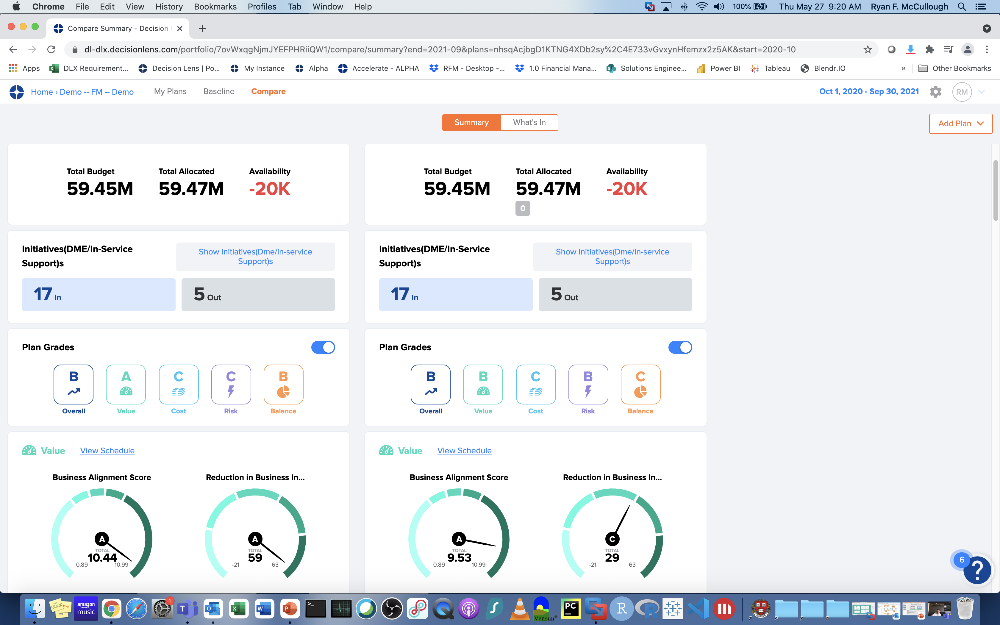 Chrome File Edit View History Bookmarks Profiles Tab Window Help 100% Thu May 27 9:20 AM Ryan F. McCullough
Compare Summary - Decision
dl-dlx.decisionlens.com/portfolio/7ovWxqgNjmJYEFPHRiiQW1/compare/summary?end=2021-09&plans=nhsqAcjbgD1KTNG4XDb2sy%2C4E733vGvxynHfemzx2z5AK&start=2020-10
Apps DLX Requirement... Decision Lens | Po... My Instance Alpha Accelerate - ALPHA RFM - Desktop -... 1.0 Financial Mana... Solutions Enginee... Power BI Tableau Blendr.IO » Other Bookmarks
Home › Demo -- FM -- Demo My Plans Baseline Compare Oct 1, 2020 - Sep 30, 2021 RM
Summary What's In Add Plan
Total Budget Total Allocated Availability Total Budget Total Allocated Availability
59.45M 59.47M -20K 59.45M 59.47M -20K
0
Initiatives(DME/In-Service Show Initiatives(Dme/in-service Initiatives(DME/In-Service Show Initiatives(Dme/in-service
Support)s Support)s Support)s Support)s
17 In 5 Out 17 In 5 Out
Plan Grades Plan Grades
B A C C B B B C B C
Overall Value Cost Risk Balance Overall Value Cost Risk Balance
Value View Schedule Value View Schedule
Business Alignment Score Reduction in Business In... Business Alignment Score Reduction in Business In...
A A A C
TOTAL TOTAL TOTAL TOTAL
10.44 59 9.53 29
0.89 10.99 -21 63 0.89 10.99 -21 63
6
?
1
amazon
music
T O X W P >_ PC R R
Vensim